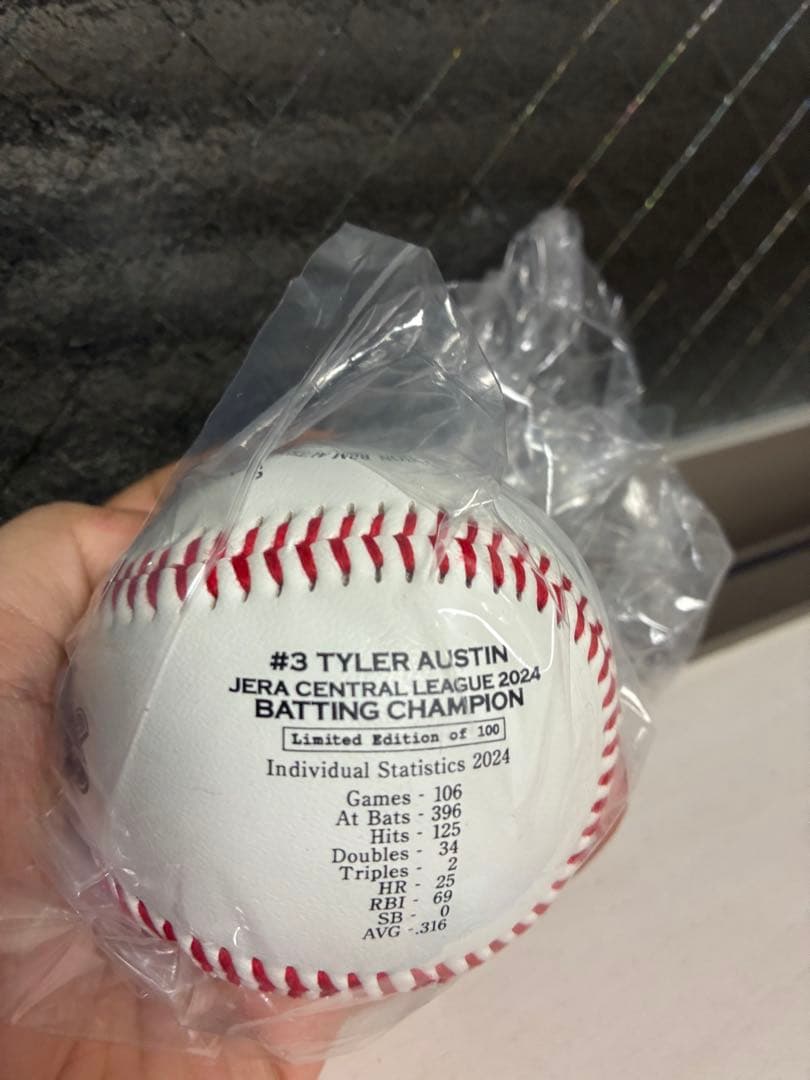 #3 TYLER AUSTIN
JERA CENTRAL LEAGUE 2024
BATTING CHAMPION
Limited Edition of 100
Individual Statistics 2024
Games - 106
At Bats - 396
Hits - 125
Doubles - 34
Triples - 2
HR - 25
RBI - 69
SB - 0
AVG -.316